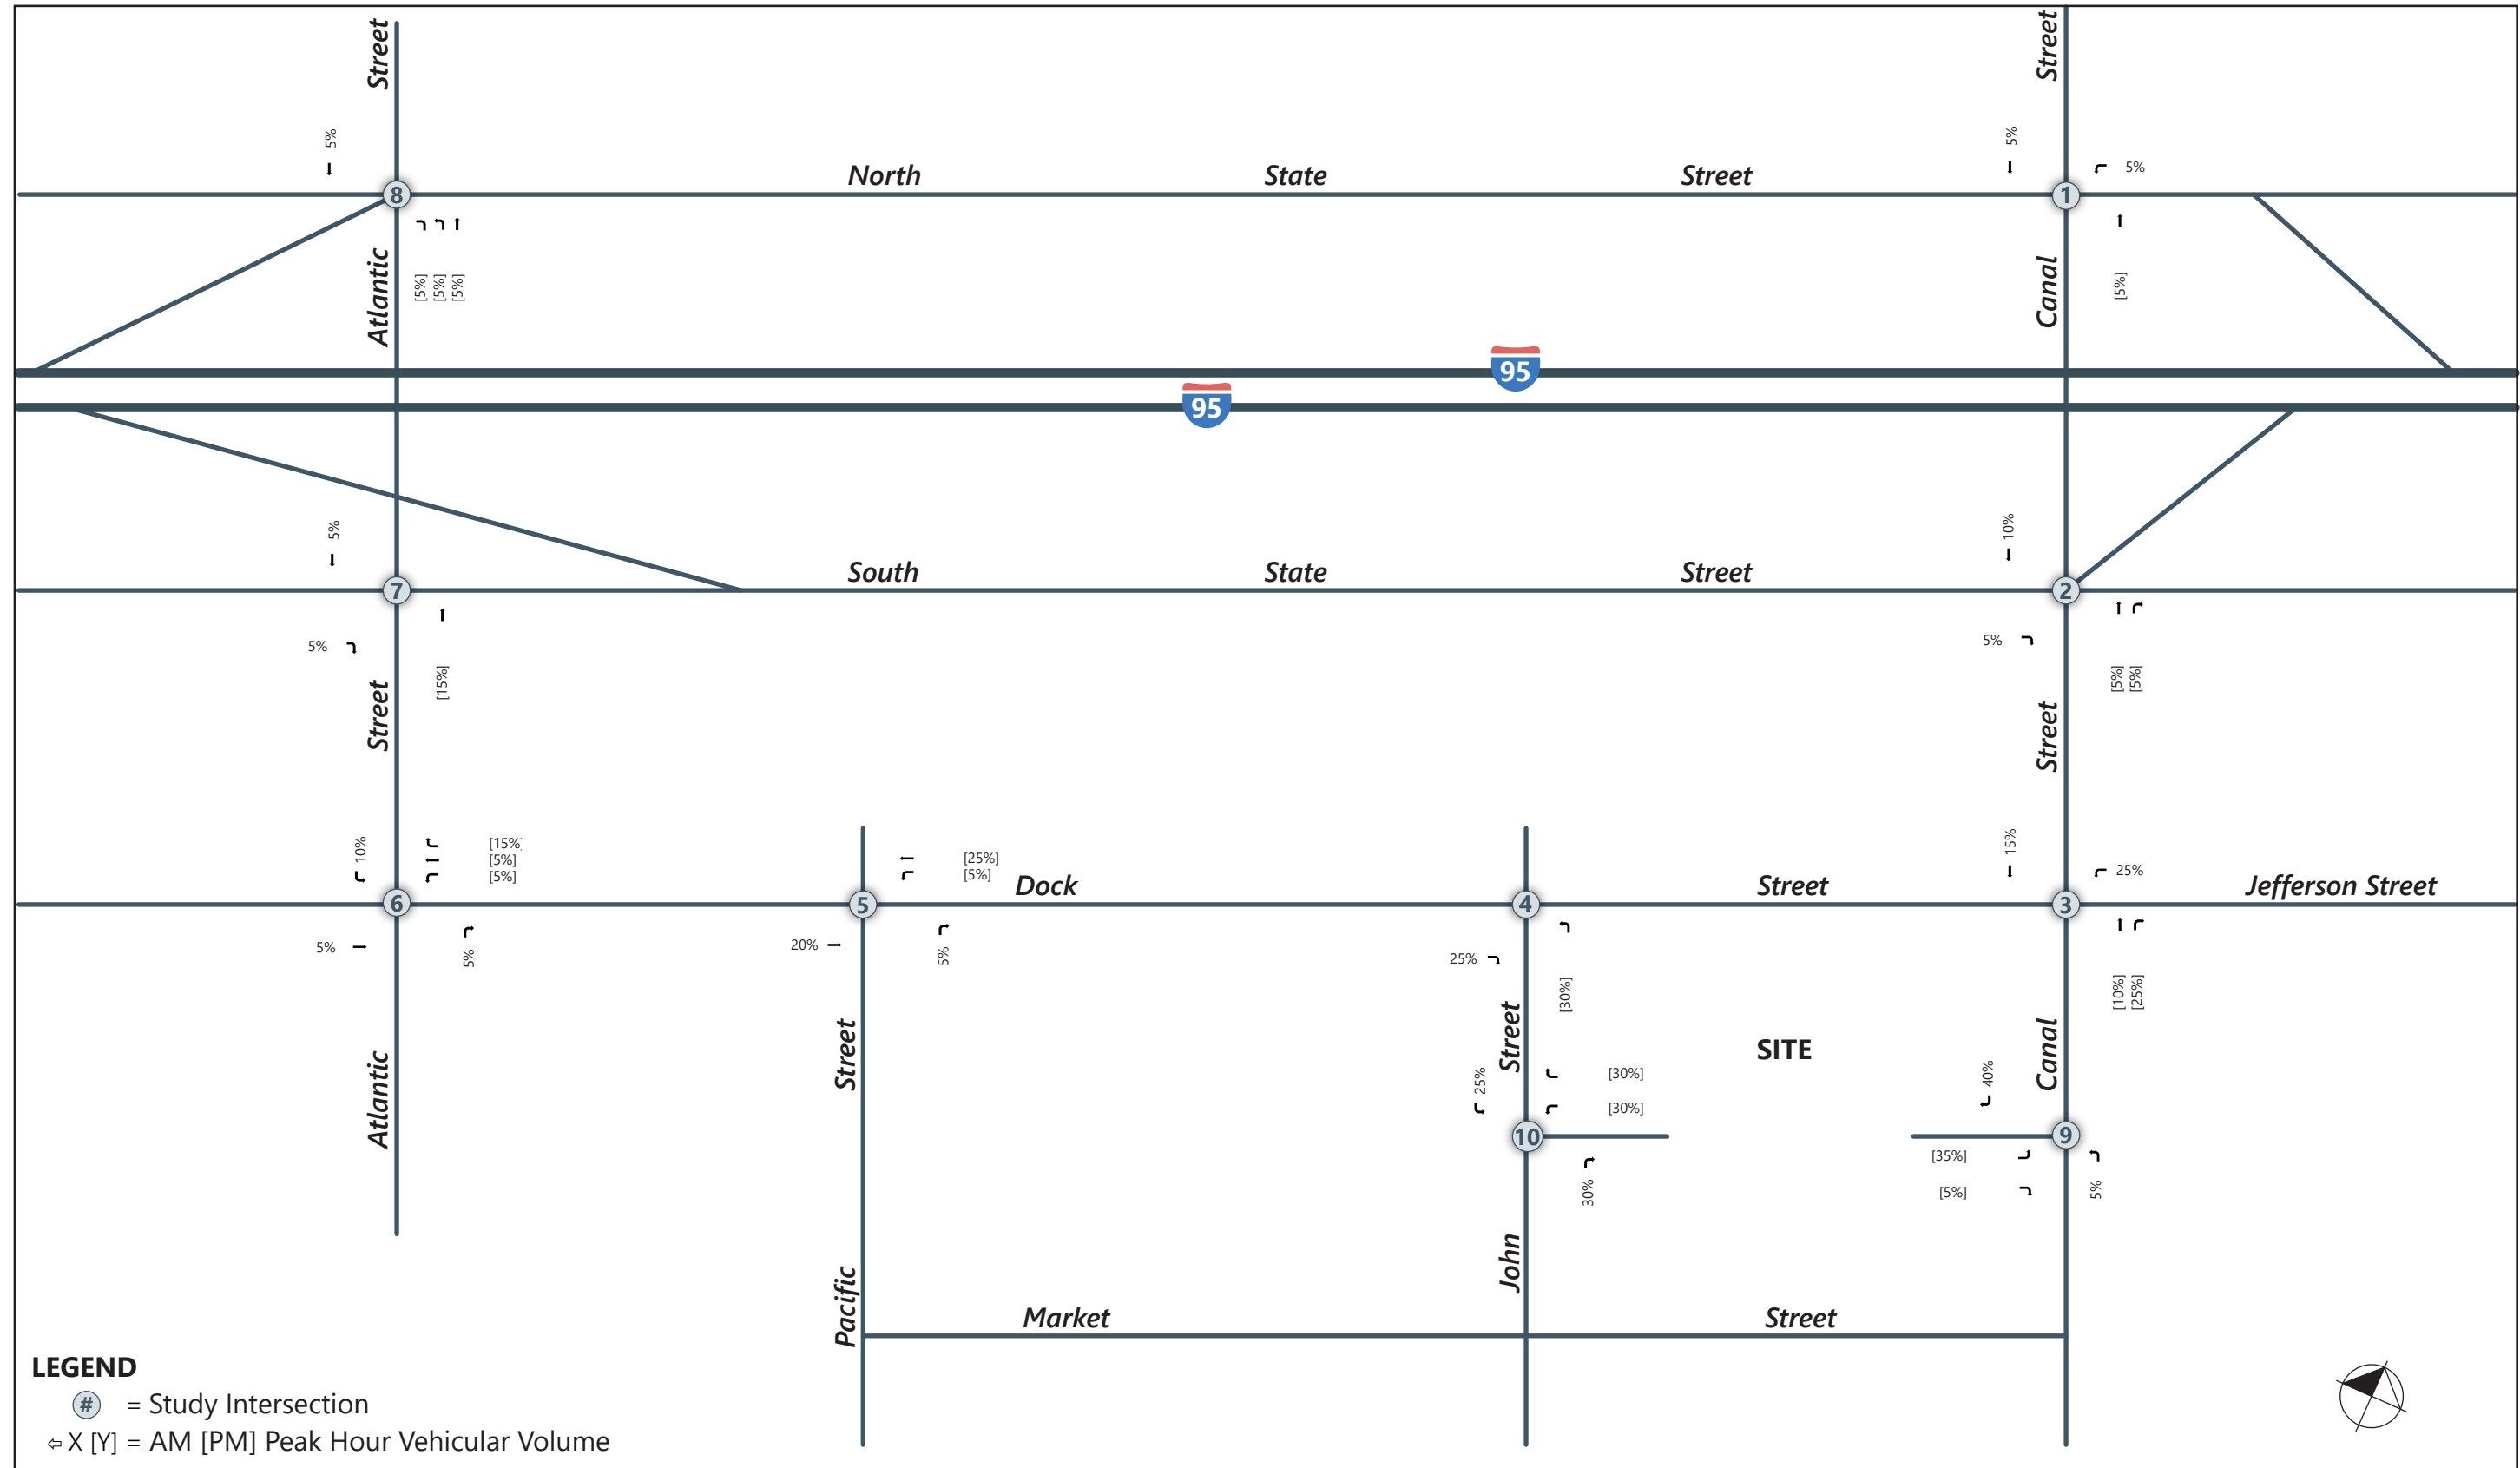 Street
Street
5%
5%
North State Street
5%
8
1
Atlantic
[5%]
[5%]
[5%]
Canal
[5%]
95
95
5%
10%
South State Street
7
2
5%
5%
Street
[15%]
Street
[5%]
[5%]
10%
[15%]
[5%]
[5%]
[25%]
[5%]
15%
25%
Dock Street
Jefferson Street
6
5
4
3
5%
5%
20%
5%
25%
[30%]
[10%]
[25%]
Atlantic
Street
Street
SITE
Canal
25%
[30%]
[30%]
40%
10
9
[35%]
[5%]
5%
30%
Pacific
John
Market Street
LEGEND
# = Study Intersection
⇦ X [Y] = AM [PM] Peak Hour Vehicular Volume